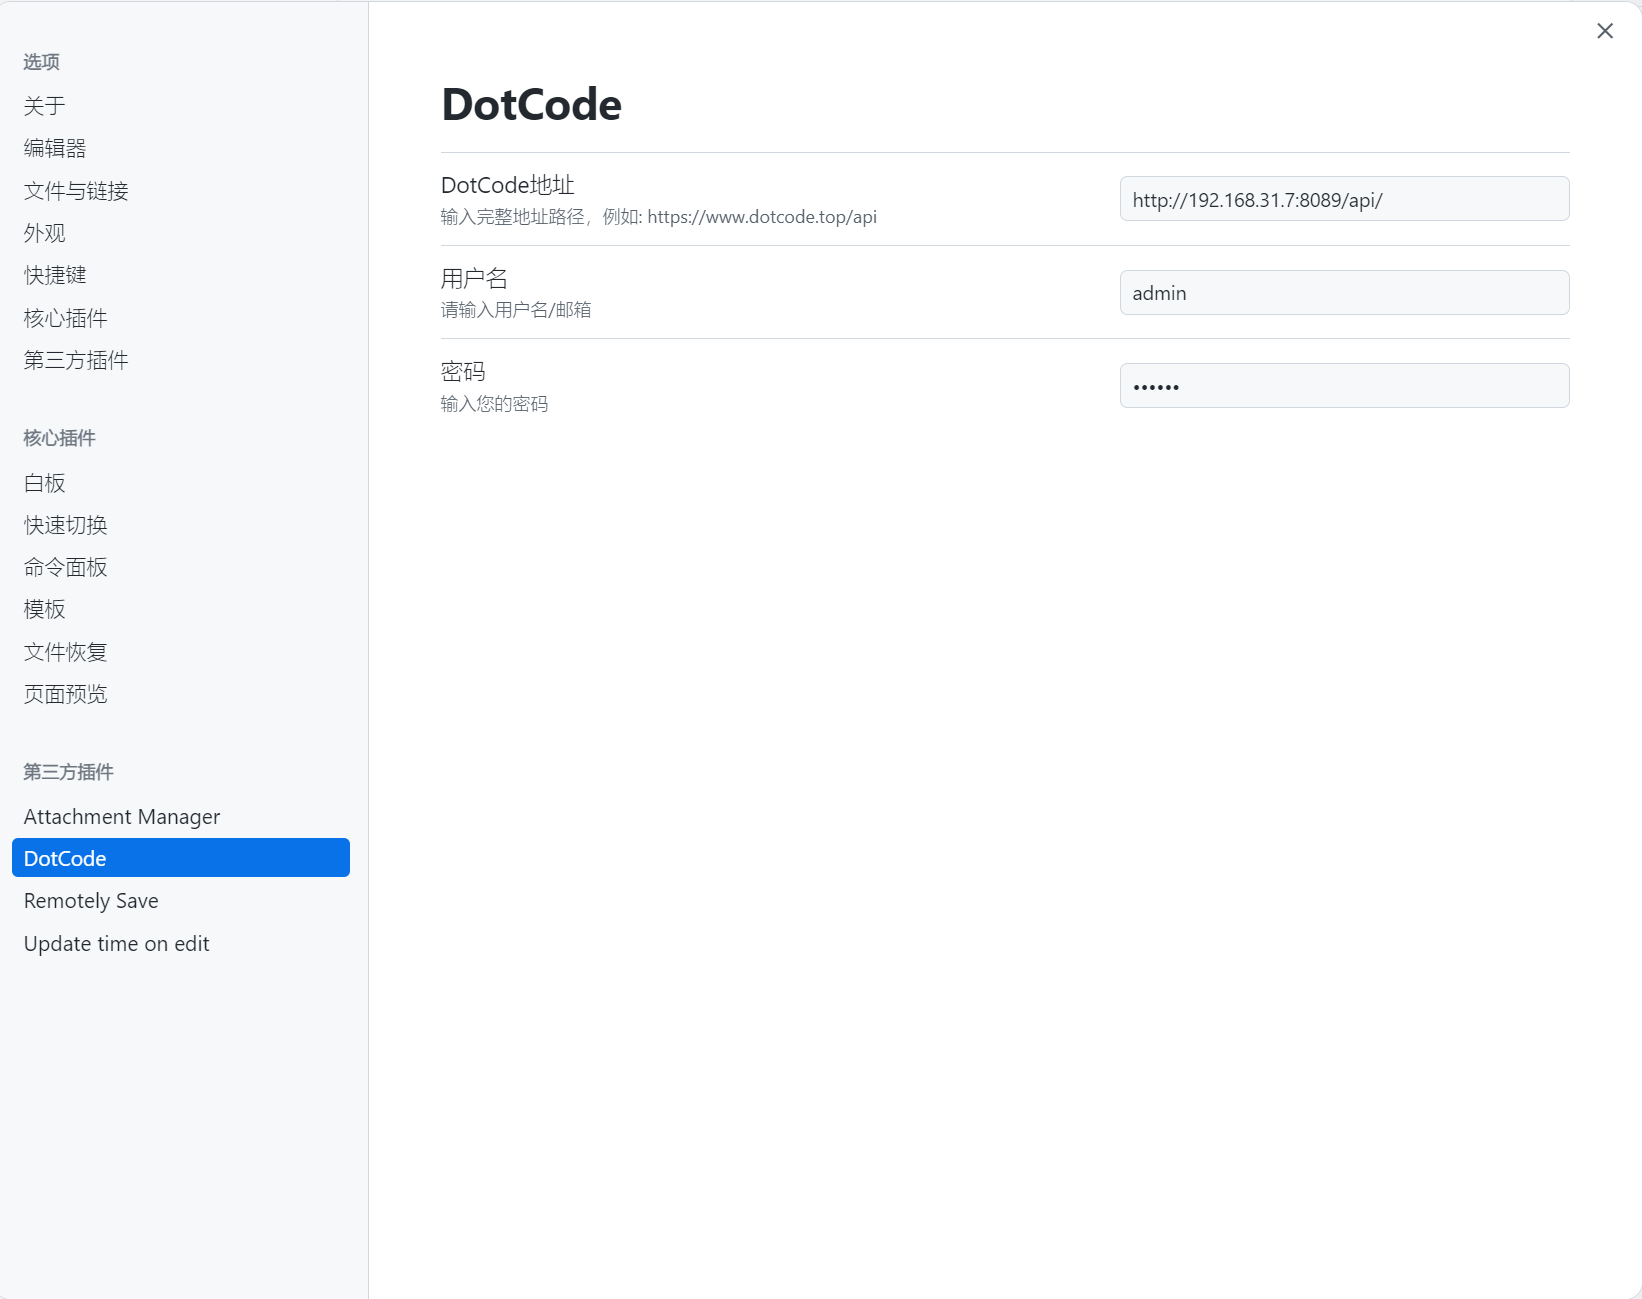 选项
关于
编辑器
文件与链接
外观
快捷键
核心插件
第三方插件
核心插件
白板
快速切换
命令面板
模板
文件恢复
页面预览
第三方插件
Attachment Manager
DotCode
Remotely Save
Update time on edit
DotCode
DotCode地址
输入完整地址路径，例如: https://www.dotcode.top/api
http://192.168.31.7:8089/api/
用户名
请输入用户名/邮箱
admin
密码
输入您的密码
••••••